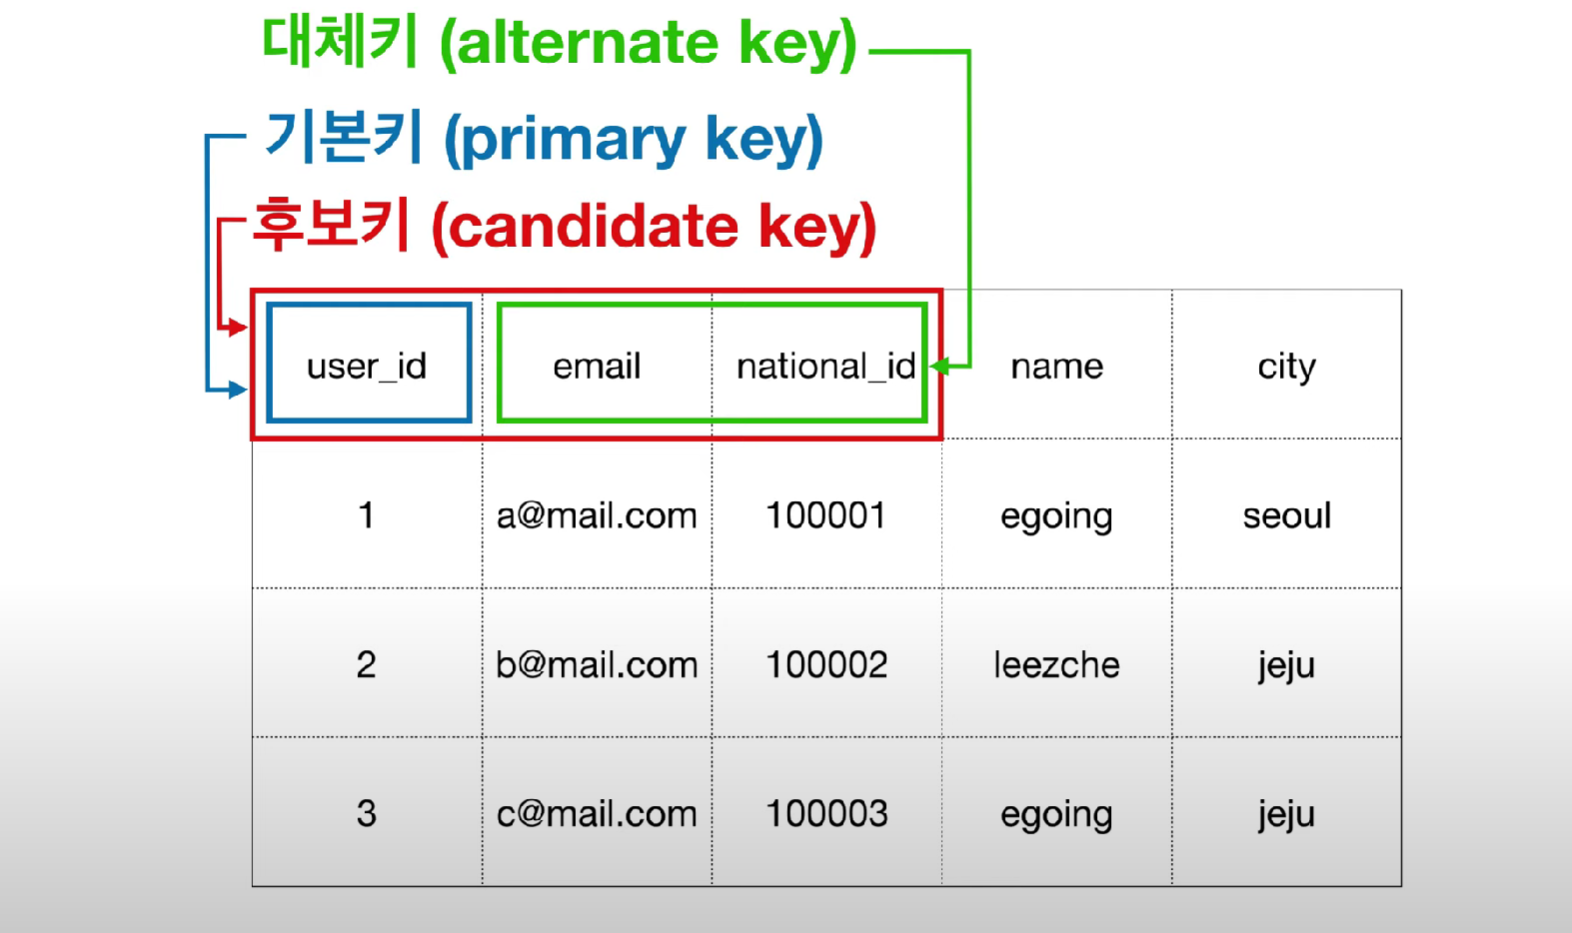 대체키 (alternate key)
기본키 (primary key)
후보키 (candidate key)
user_id email national_id name city
1 a@mail.com 100001 egoing seoul
2 b@mail.com 100002 leezche jeju
3 c@mail.com 100003 egoing jeju